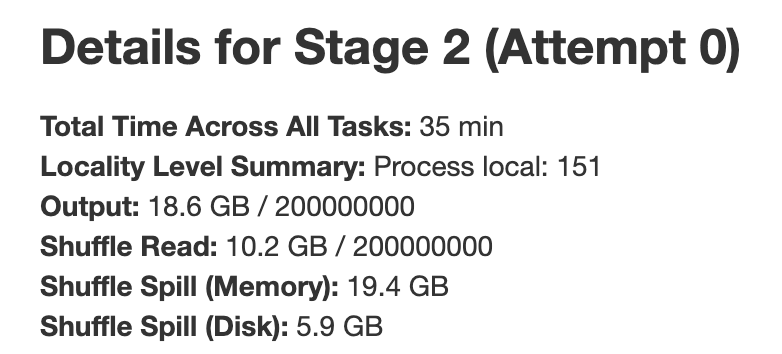 Details for Stage 2 (Attempt 0)
Total Time Across All Tasks: 35 min
Locality Level Summary: Process local: 151
Output: 18.6 GB / 200000000
Shuffle Read: 10.2 GB / 200000000
Shuffle Spill (Memory): 19.4 GB
Shuffle Spill (Disk): 5.9 GB